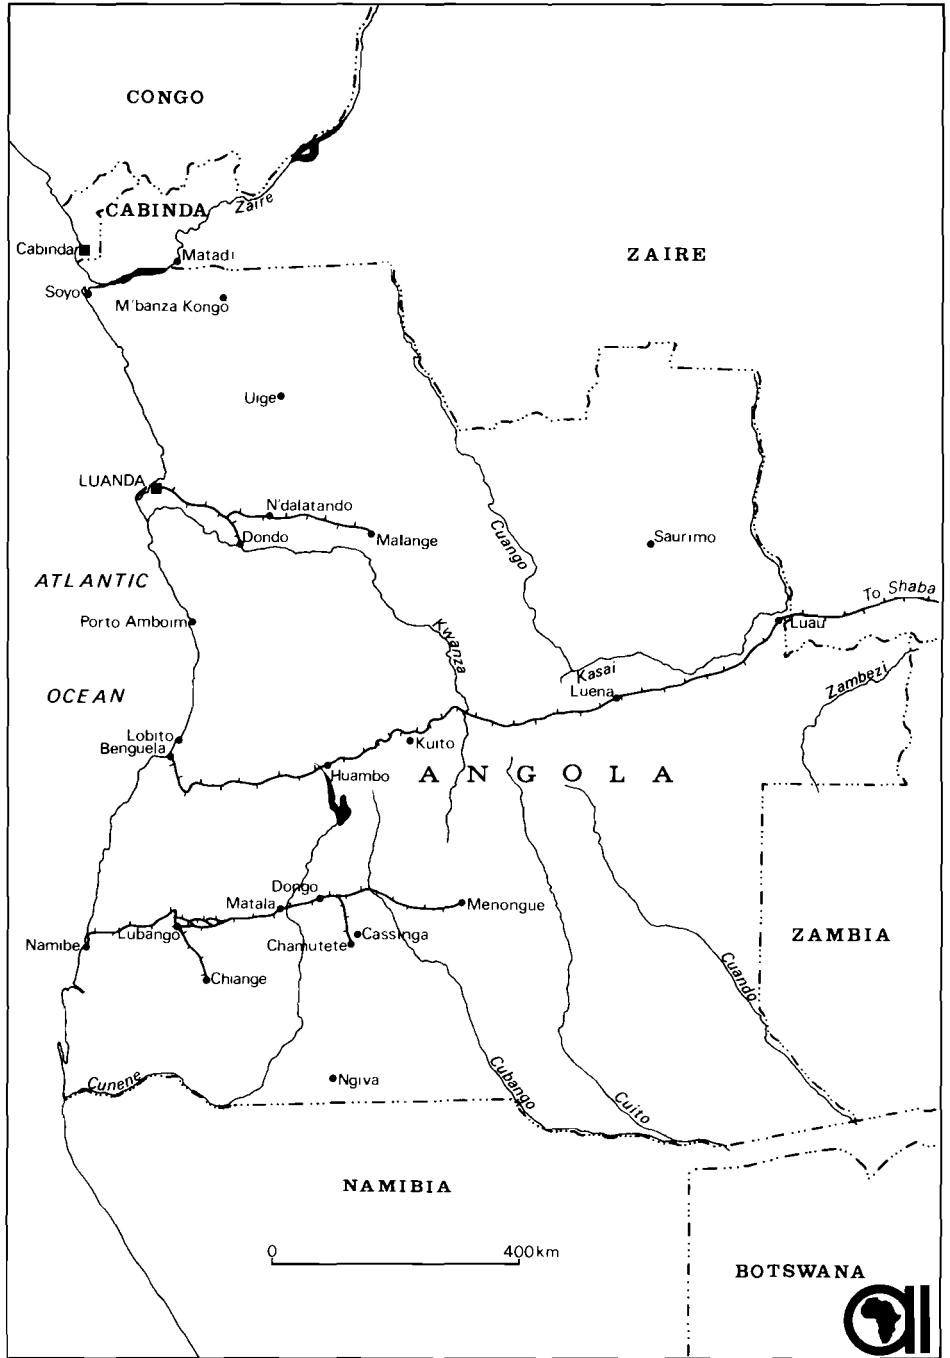 CONGO
CABINDA
Zaire
Cabinda
Matadi
ZAIRE
Soyo
M'banza Kongo
Uige
LUANDA
N'dalatando
Dondo
Malange
Cuango
Saurimo
ATLANTIC
To Shaba
Porto Amboim
Luau
Kwanza
Kasai
Luena
Zambezi
OCEAN
Lobito
Benguela
Kuito
Huambo
ANGOLA
Dongo
Matala
Menongue
Lubango
Cassinga
Chamutete
Namibe
ZAMBIA
Chiange
Cuando
Cunene
Ngiva
Cubango
Cuito
NAMIBIA
0 400km
BOTSWANA
al